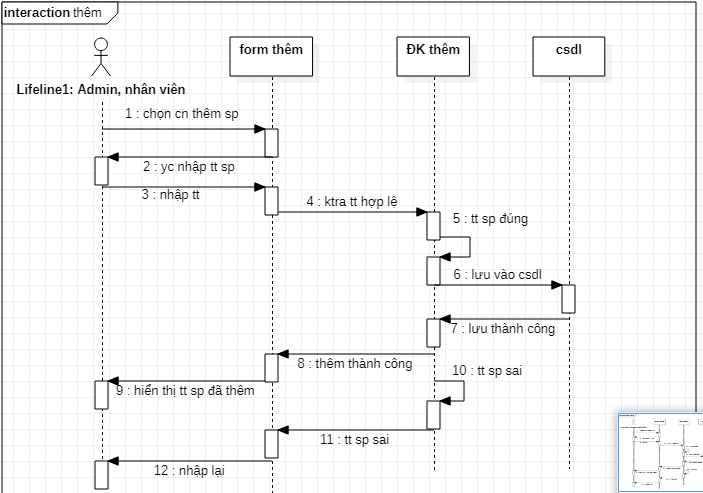 interaction thêm
form thêm
ĐK thêm
csdl
Lifeline1: Admin, nhân viên
1 : chọn cn thêm sp
2 : yc nhập tt sp
3 : nhập tt
4 : ktra tt hợp lệ
5 : tt sp đúng
6 : lưu vào csdl
7 : lưu thành công
8 : thêm thành công
9 : hiển thị tt sp đã thêm
10 : tt sp sai
11 : tt sp sai
12 : nhập lại